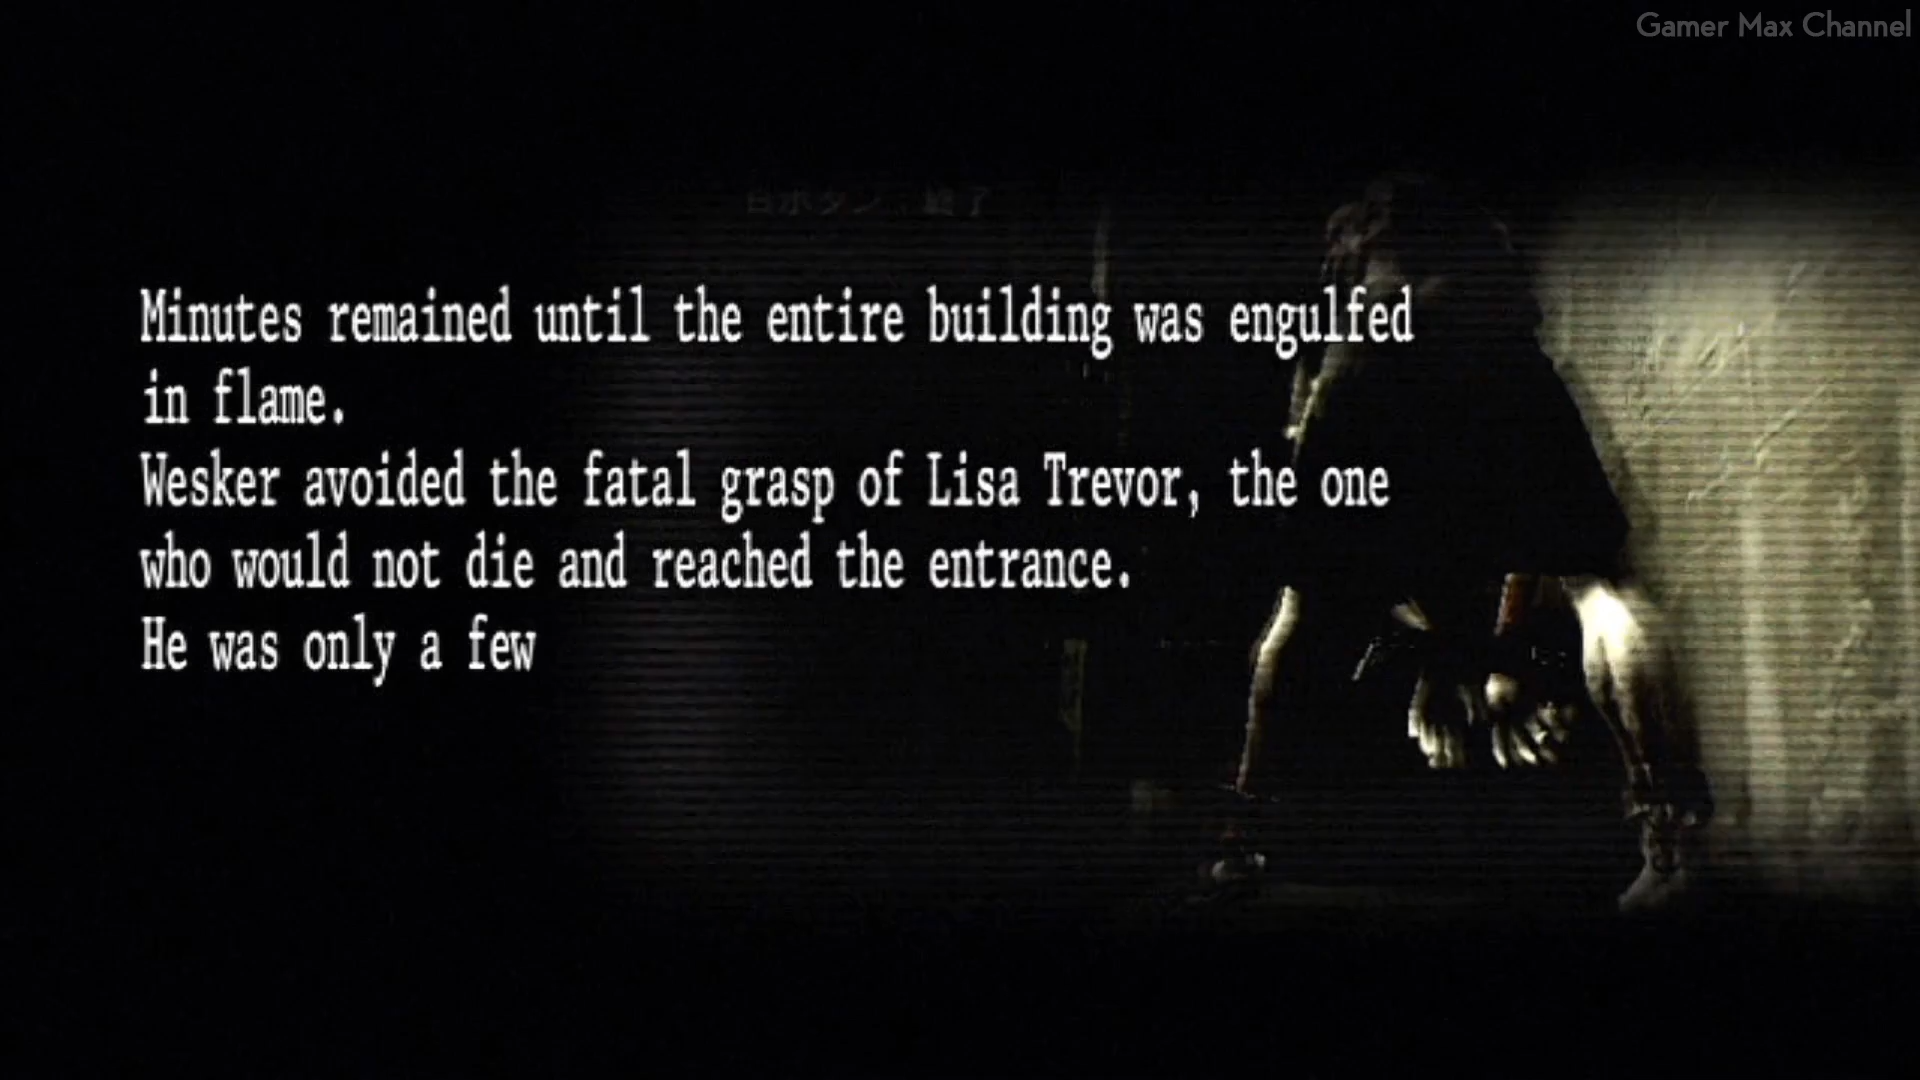 Gamer Max Channel
Minutes remained until the entire building was engulfed
in flame.
Wesker avoided the fatal grasp of Lisa Trevor, the one
who would not die and reached the entrance.
He was only a few